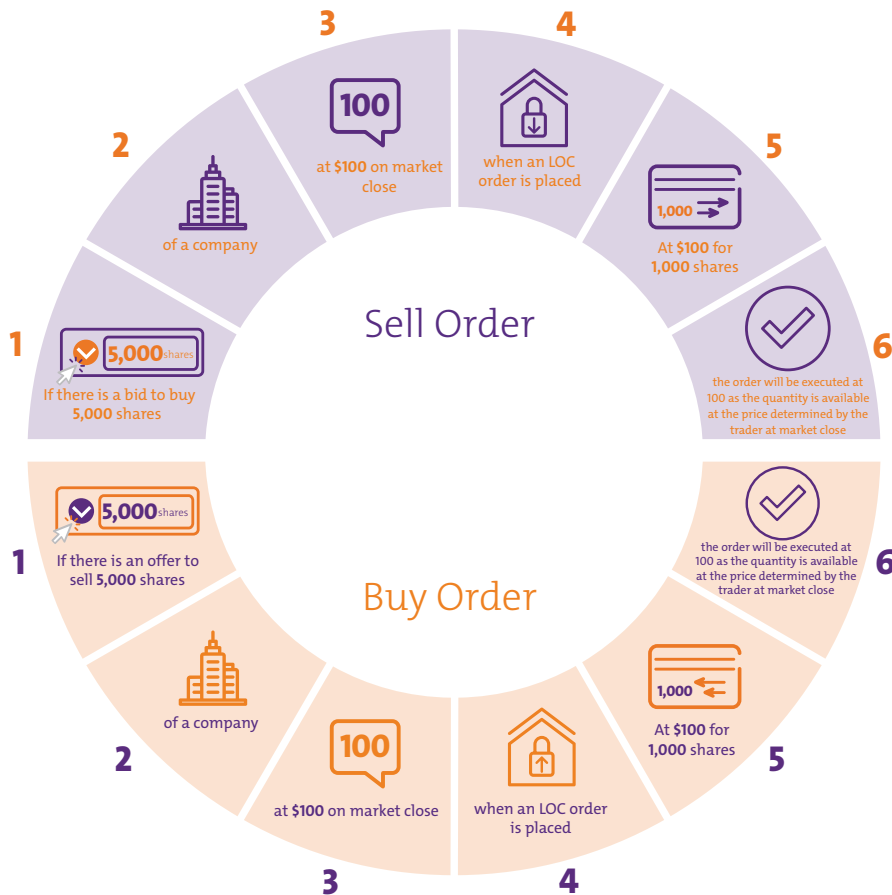 3
4
100
at $100 on market
close
when an LOC
order is placed
2
of a company
5
1,000
At $100 for
1,000 shares
1
5,000 shares
If there is a bid to buy
5,000 shares
Sell Order
6
the order will be executed at
100 as the quantity is available
at the price determined by the
trader at market close
1
5,000 shares
If there is an offer to
sell 5,000 shares
Buy Order
2
of a company
3
100
at $100 on market close
4
when an LOC order
is placed
5
1,000
At $100 for
1,000 shares
6
the order will be executed at
100 as the quantity is available
at the price determined by the
trader at market close